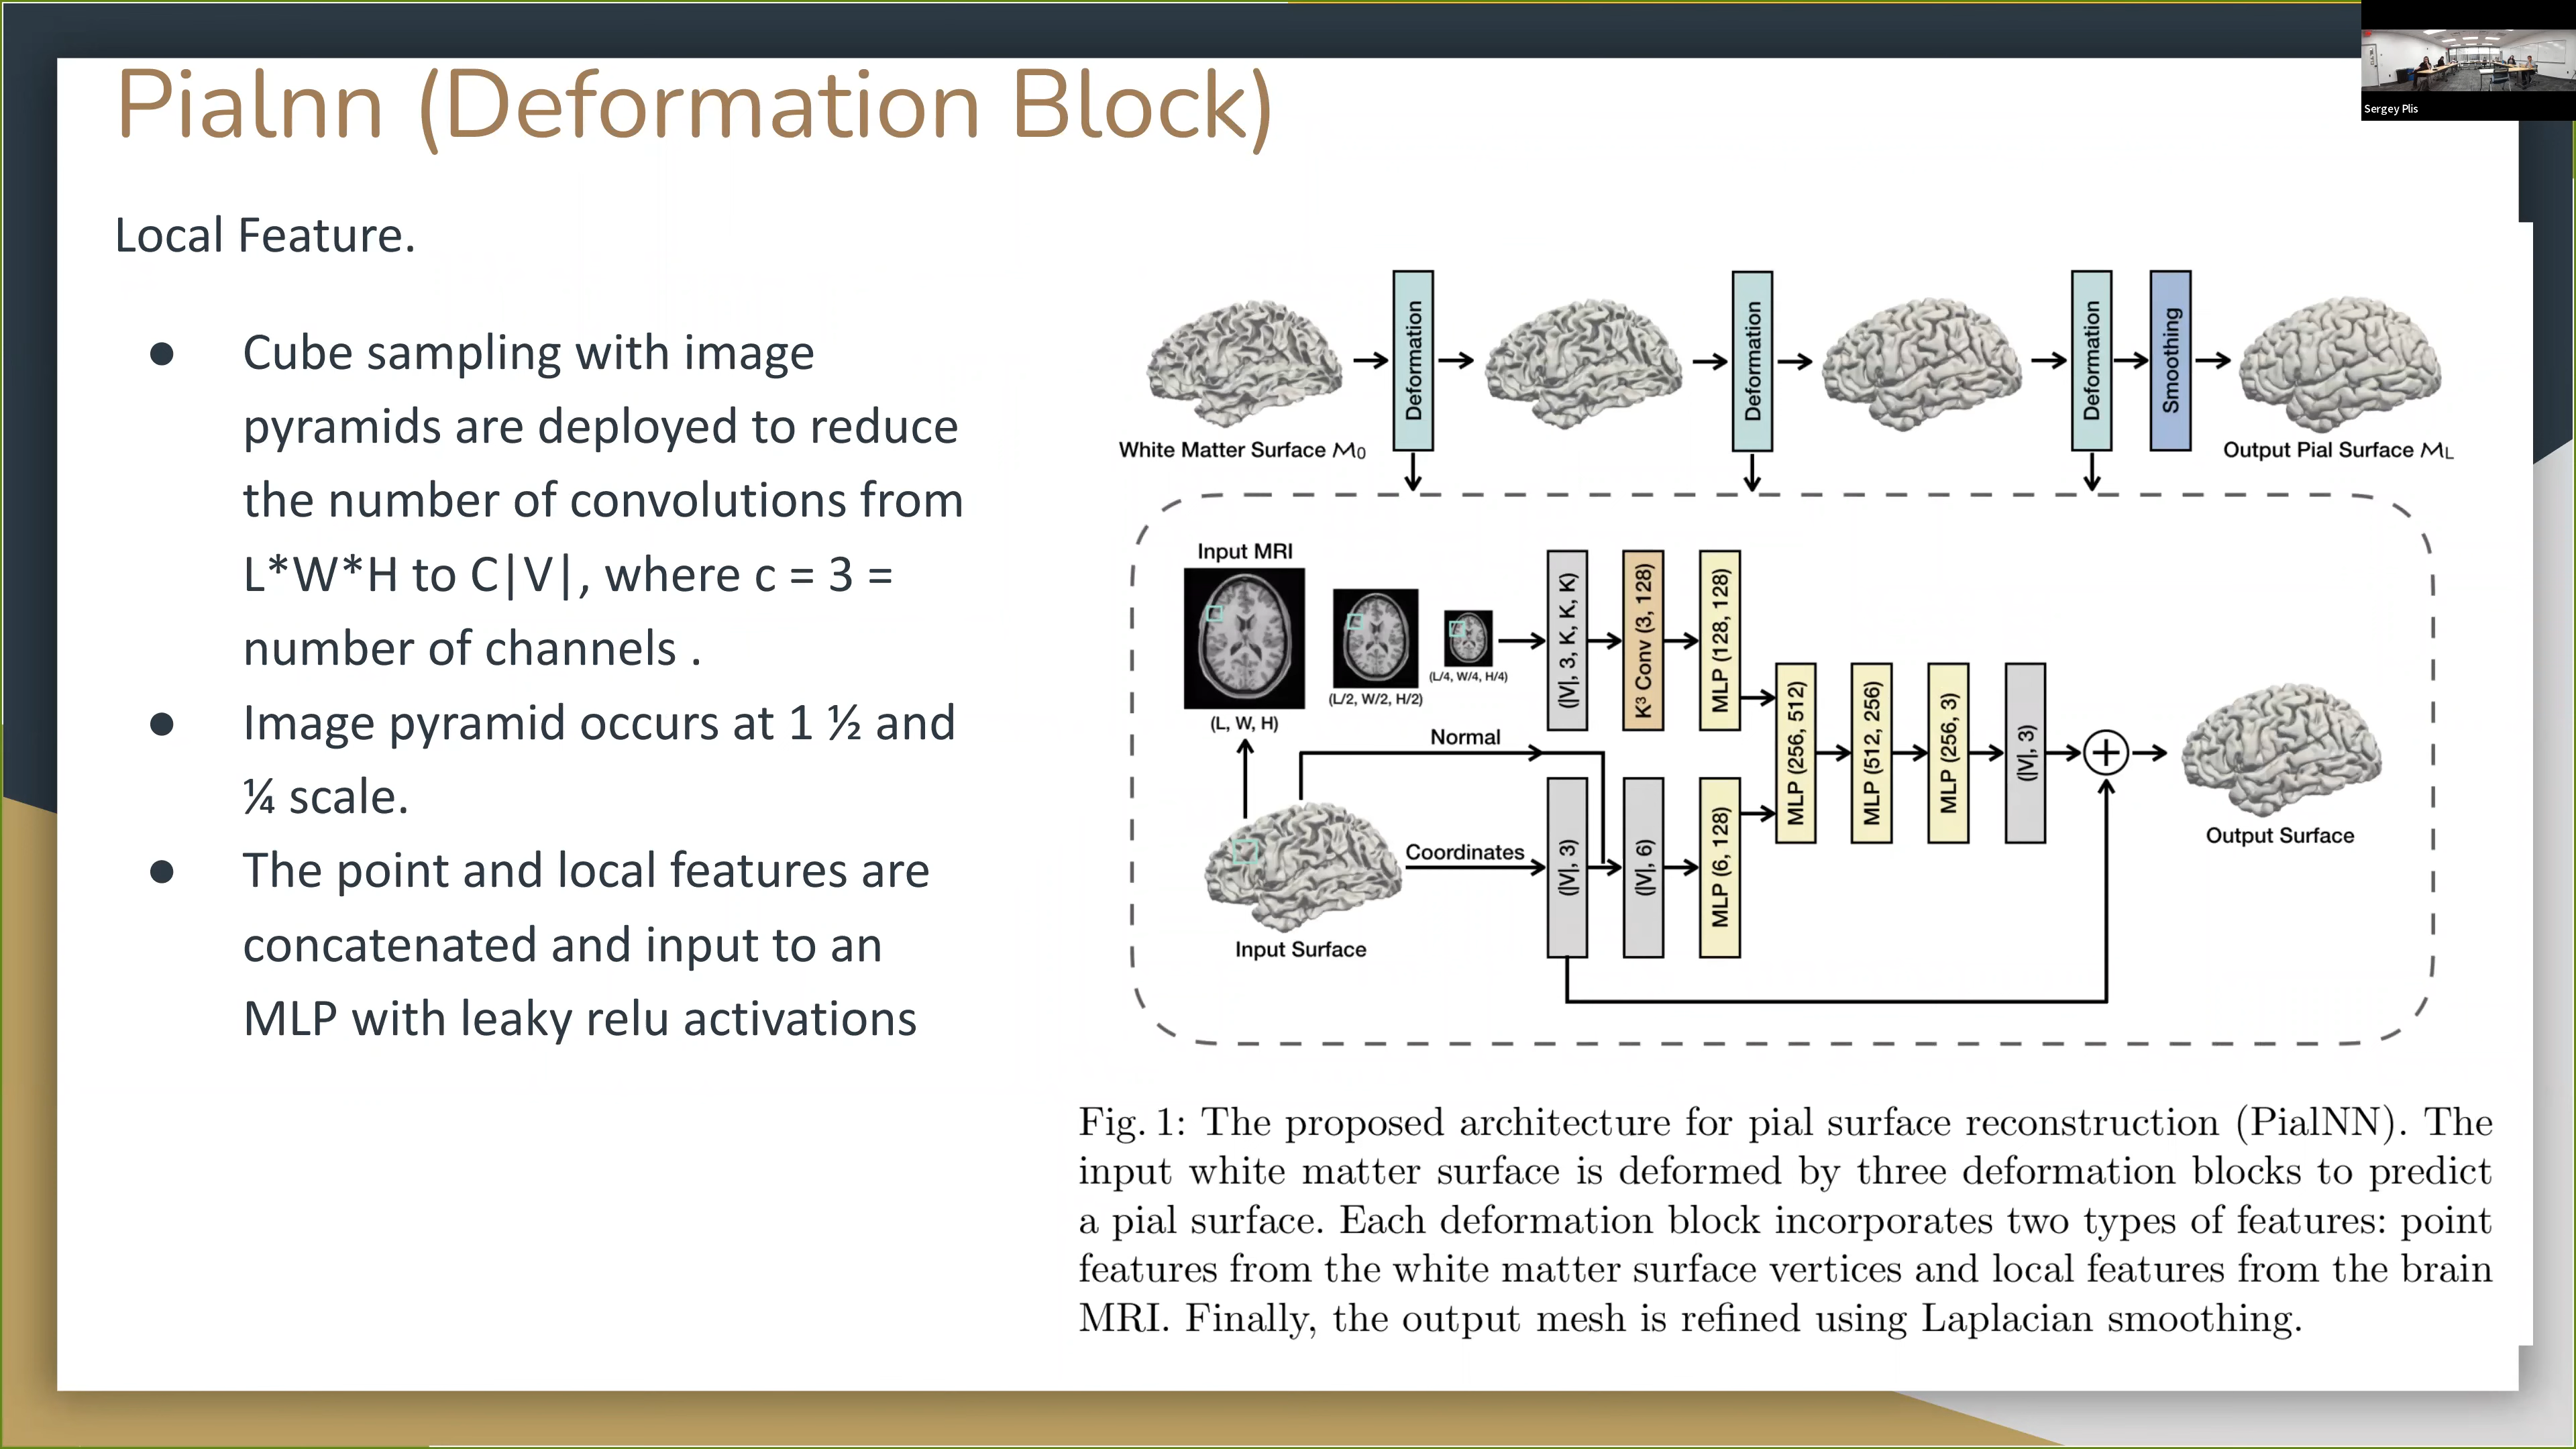 Pialnn (Deformation Block)
Sergey Plis
Local Feature.
● Cube sampling with image
pyramids are deployed to reduce
the number of convolutions from
L*W*H to C|V|, where c = 3 =
number of channels .
● Image pyramid occurs at 1 ½ and
¼ scale.
● The point and local features are
concatenated and input to an
MLP with leaky relu activations
White Matter Surface M₀
Deformation
Deformation
Deformation
Smoothing
Output Pial Surface M_L
Input MRI
(L, W, H)
(L/2, W/2, H/2)
(L/4, W/4, H/4)
(|V|, 3, K, K, K)
K³ Conv (3, 128)
MLP (128, 128)
Normal
Coordinates
Input Surface
(|V|, 3)
(|V|, 6)
MLP (6, 128)
MLP (256, 512)
MLP (512, 256)
MLP (256, 3)
(|V|, 3)
+
Output Surface
Fig. 1: The proposed architecture for pial surface reconstruction (PialNN). The
input white matter surface is deformed by three deformation blocks to predict
a pial surface. Each deformation block incorporates two types of features: point
features from the white matter surface vertices and local features from the brain
MRI. Finally, the output mesh is refined using Laplacian smoothing.